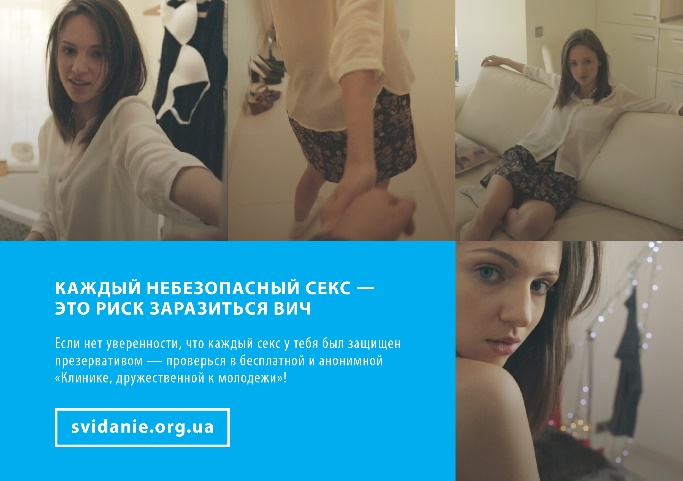 КАЖДЫЙ НЕБЕЗОПАСНЫЙ СЕКС —
ЭТО РИСК ЗАРАЗИТЬСЯ ВИЧ
Если нет уверенности, что каждый секс у тебя был защищен
презервативом — проверься в бесплатной и анонимной
«Клинике, дружественной к молодежи»!
svidanie.org.ua